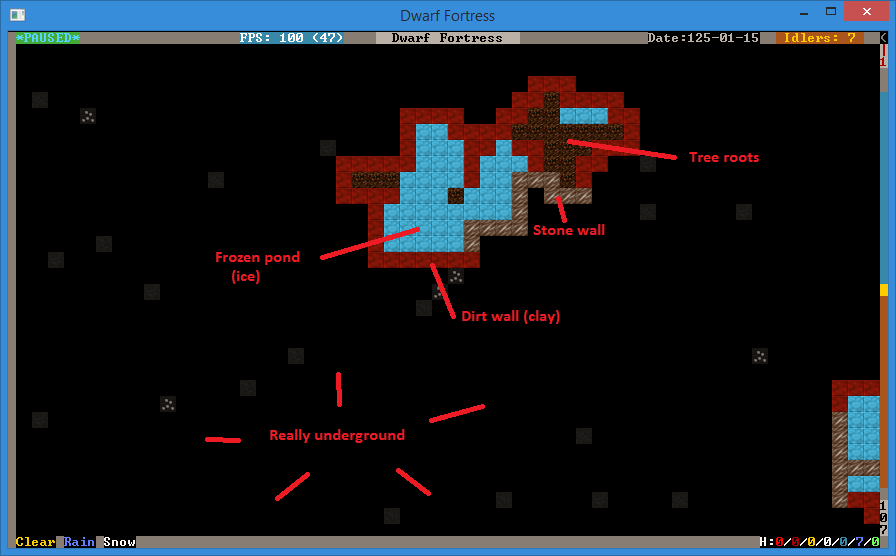 Dwarf Fortress
*PAUSED* FPS: 100 (47) Dwarf Fortress Date:125-01-15 Idlers: 7
Tree roots
Stone wall
Frozen pond
(ice)
Dirt wall (clay)
Really underground
Clear Rain Snow H:0/0/0/0/0/7/0